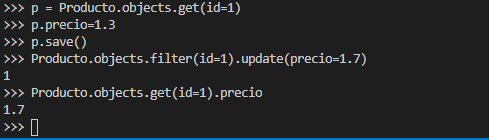 >>> p = Producto.objects.get(id=1)
>>> p.precio=1.3
>>> p.save()
>>> Producto.objects.filter(id=1).update(precio=1.7)
1
>>> Producto.objects.get(id=1).precio
1.7
>>>